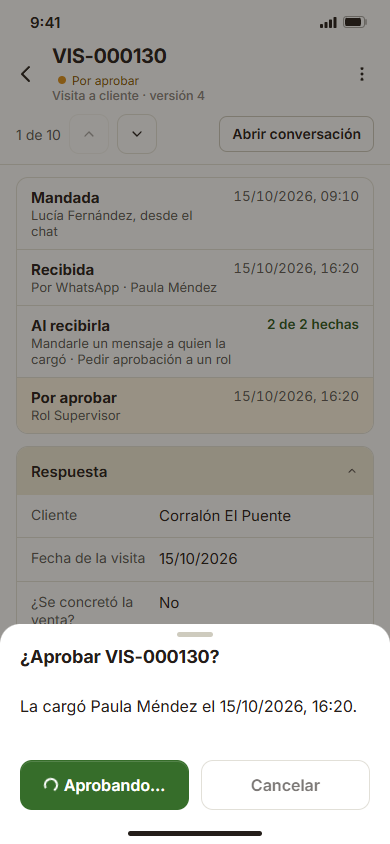 9:41
VIS-000130
Por aprobar
Visita a cliente · versión 4
1 de 10
Abrir conversación
Mandada
15/10/2026, 09:10
Lucía Fernández, desde el
chat
Recibida
15/10/2026, 16:20
Por WhatsApp · Paula Méndez
Al recibirla
2 de 2 hechas
Mandarle un mensaje a quien la
cargó · Pedir aprobación a un rol
Por aprobar
15/10/2026, 16:20
Rol Supervisor
Respuesta
Cliente
Corralón El Puente
Fecha de la visita
15/10/2026
¿Se concretó la
venta?
No
¿Aprobar VIS-000130?
La cargó Paula Méndez el 15/10/2026, 16:20.
Aprobando...
Cancelar